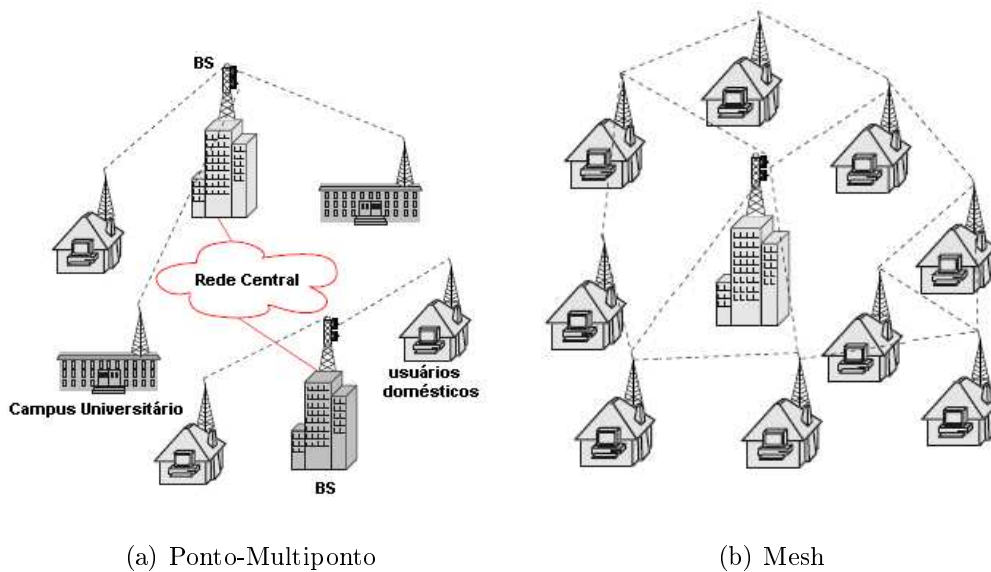 BS
Rede Central
usuários
domésticos
Campus Universitário
BS
(a) Ponto-Multiponto
(b) Mesh